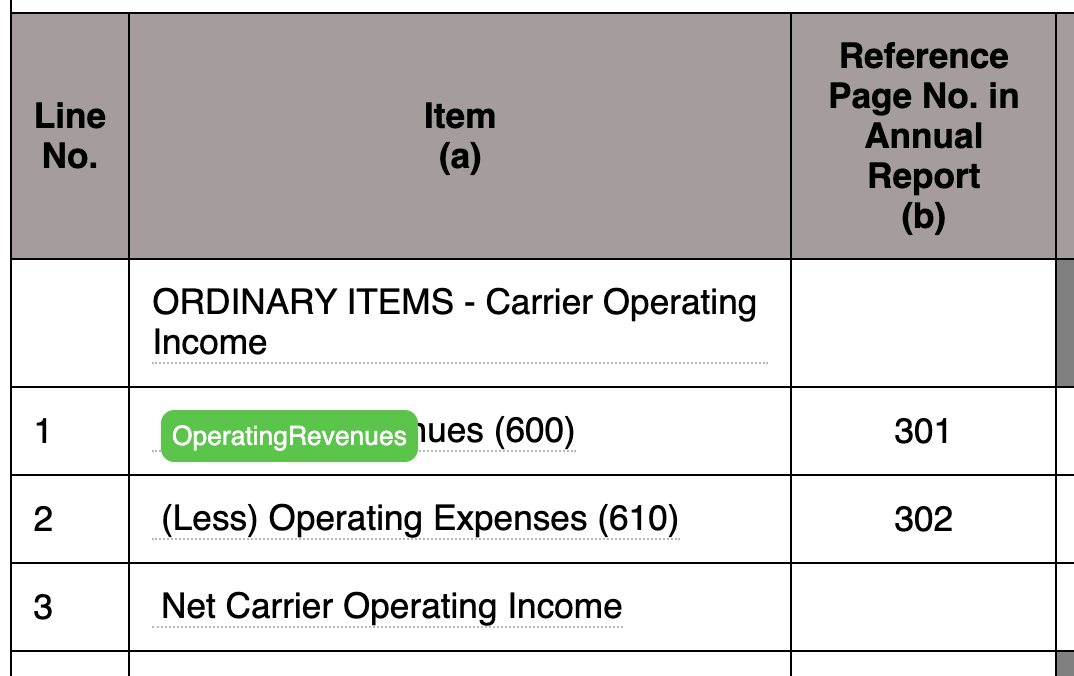 Line
No.
Item
(a)
Reference
Page No. in
Annual
Report
(b)
ORDINARY ITEMS - Carrier Operating
Income
1
OperatingRevenues
(600)
301
2
(Less) Operating Expenses (610)
302
3
Net Carrier Operating Income